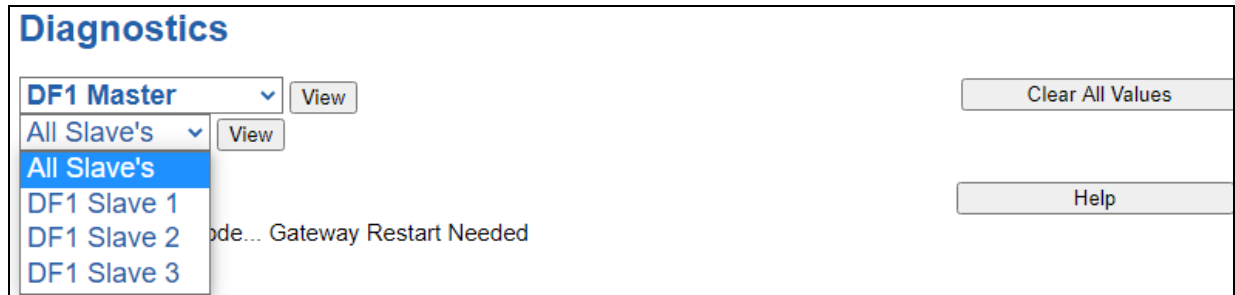 Diagnostics
DF1 Master View Clear All Values
All Slave's View
All Slave's
DF1 Slave 1 Help
DF1 Slave 2 ode... Gateway Restart Needed
DF1 Slave 3